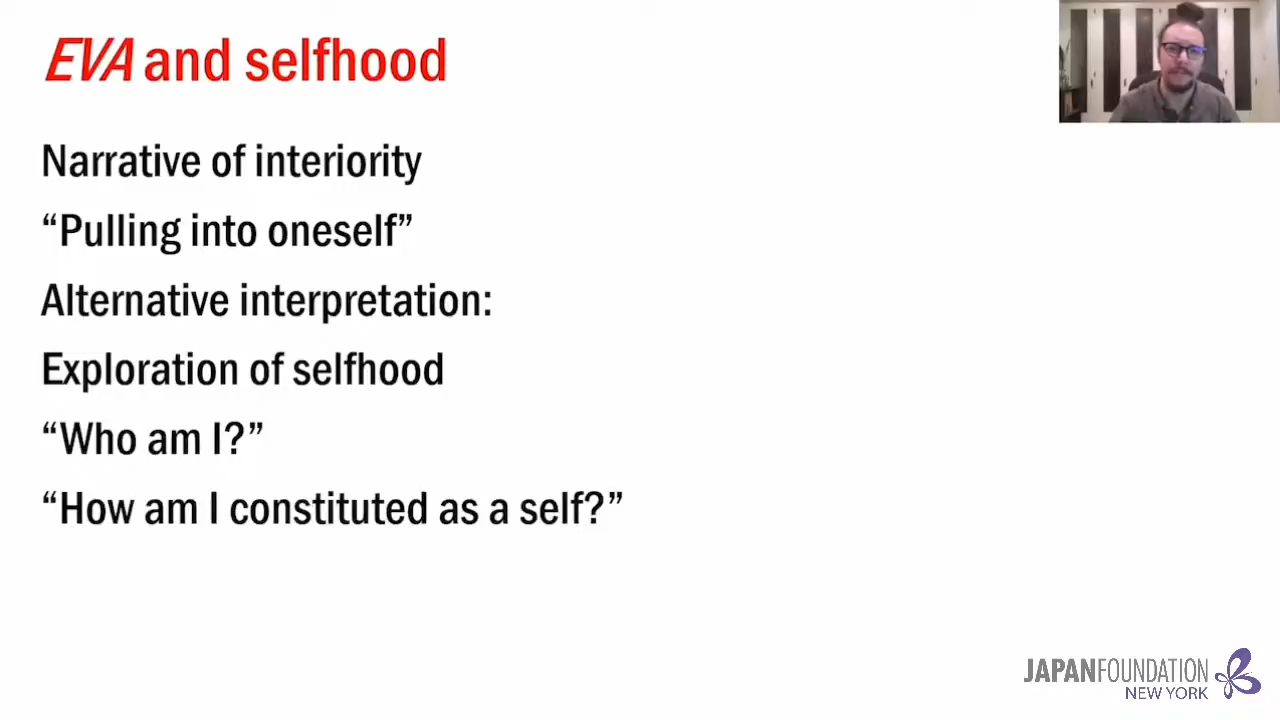 EVA and selfhood
Narrative of interiority
“Pulling into oneself”
Alternative interpretation:
Exploration of selfhood
“Who am I?”
“How am I constituted as a self?”
JAPANFOUNDATION
NEW YORK